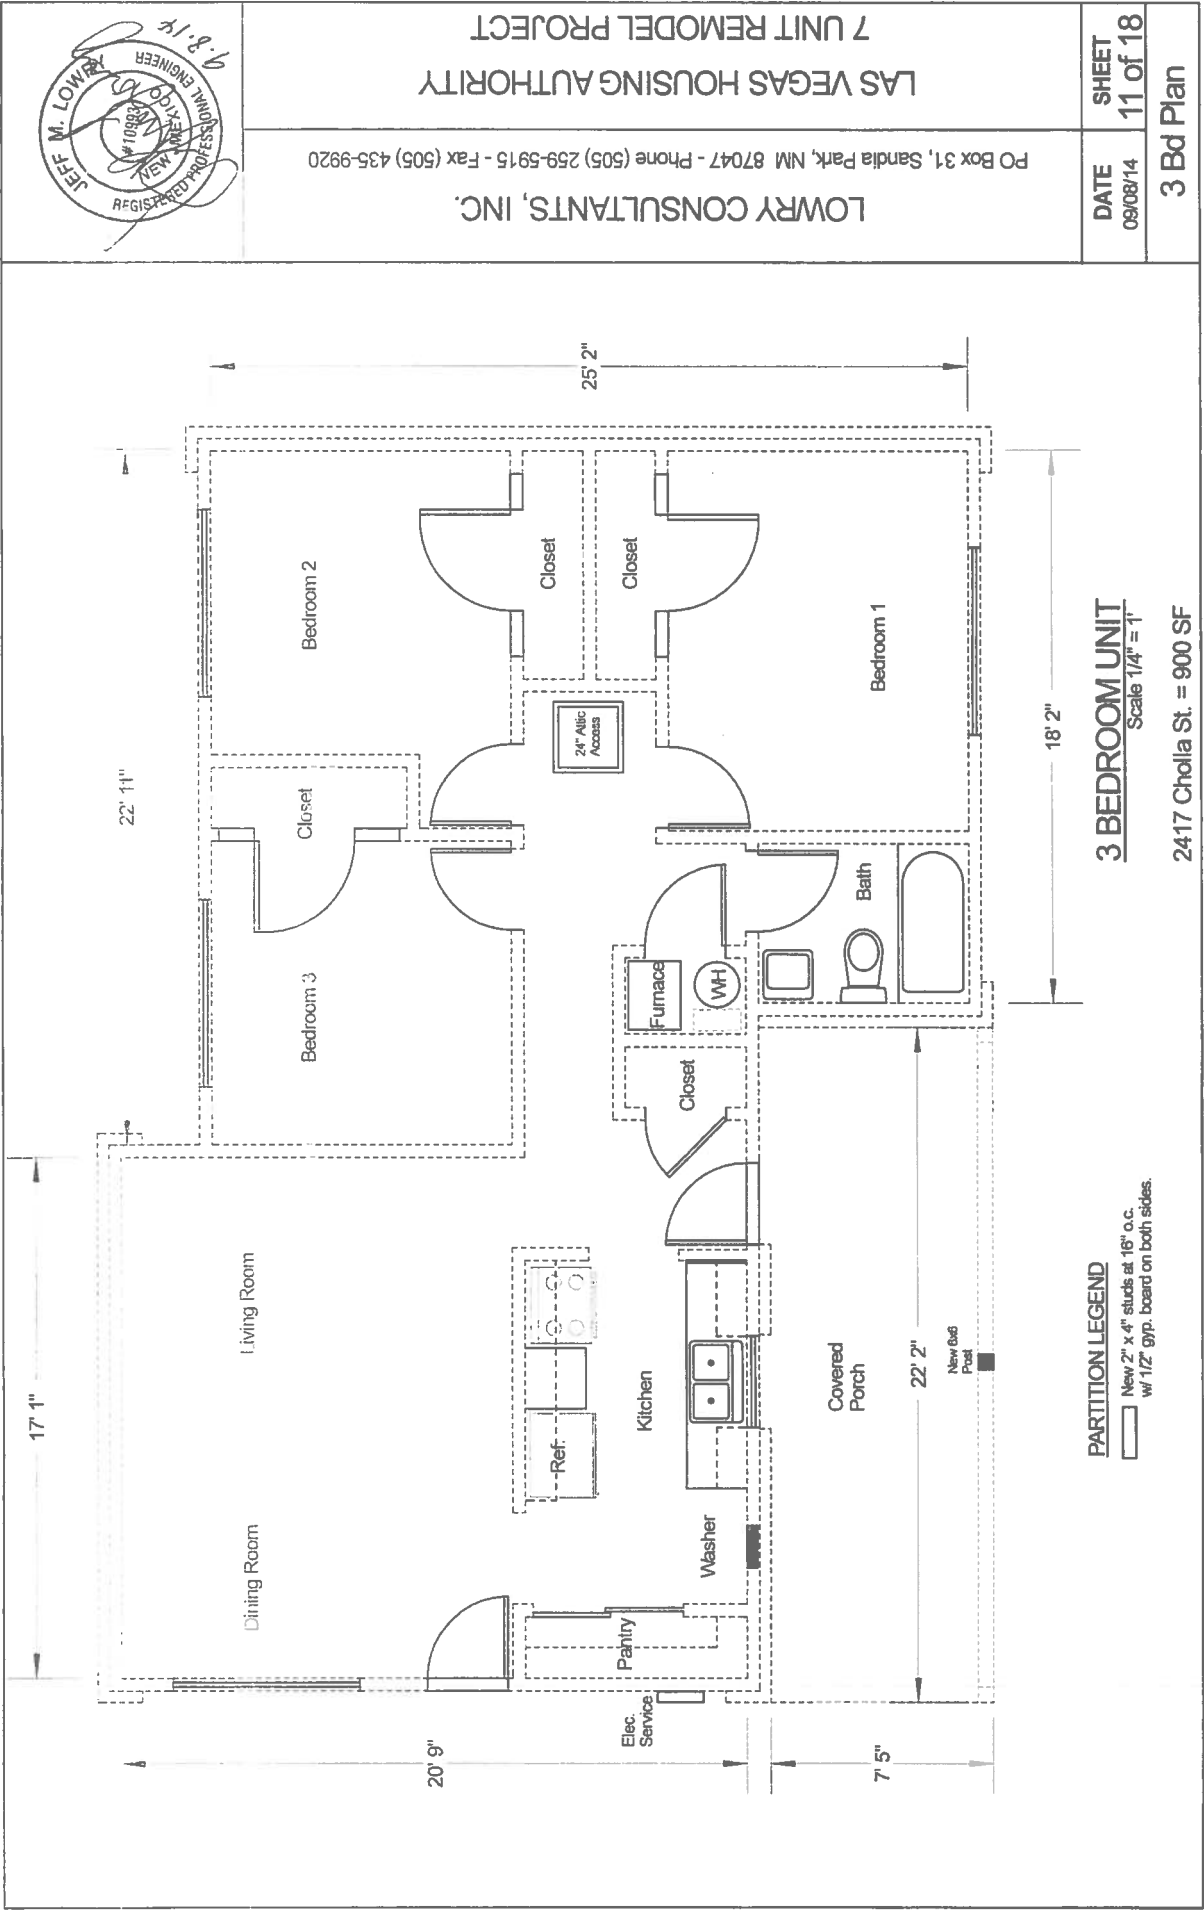 JEFF M. LOWRY
NEW MEXICO
#10993
REGISTERED PROFESSIONAL ENGINEER
9.8.14
7 UNIT REMODEL PROJECT
LAS VEGAS HOUSING AUTHORITY
PO Box 31, Sandia Park, NM 87047 - Phone (505) 259-5915 - Fax (505) 435-9920
LOWRY CONSULTANTS, INC.
DATE
09/08/14
SHEET
11 of 18
3 Bd Plan
17' 1"
22' 11"
25' 2"
20' 9"
7' 5"
22' 2"
18' 2"
Dining Room
Living Room
Bedroom 3
Closet
Bedroom 2
Closet
Closet
24" Attic
Access
Bedroom 1
Ref.
Kitchen
Washer
Pantry
Elec.
Service
Closet
Furnace
WH
Bath
Covered
Porch
New 6x6
Post
PARTITION LEGEND
New 2" x 4" studs at 16" o.c.
w/ 1/2" gyp. board on both sides.
3 BEDROOM UNIT
Scale 1/4" = 1'
2417 Cholla St. = 900 SF